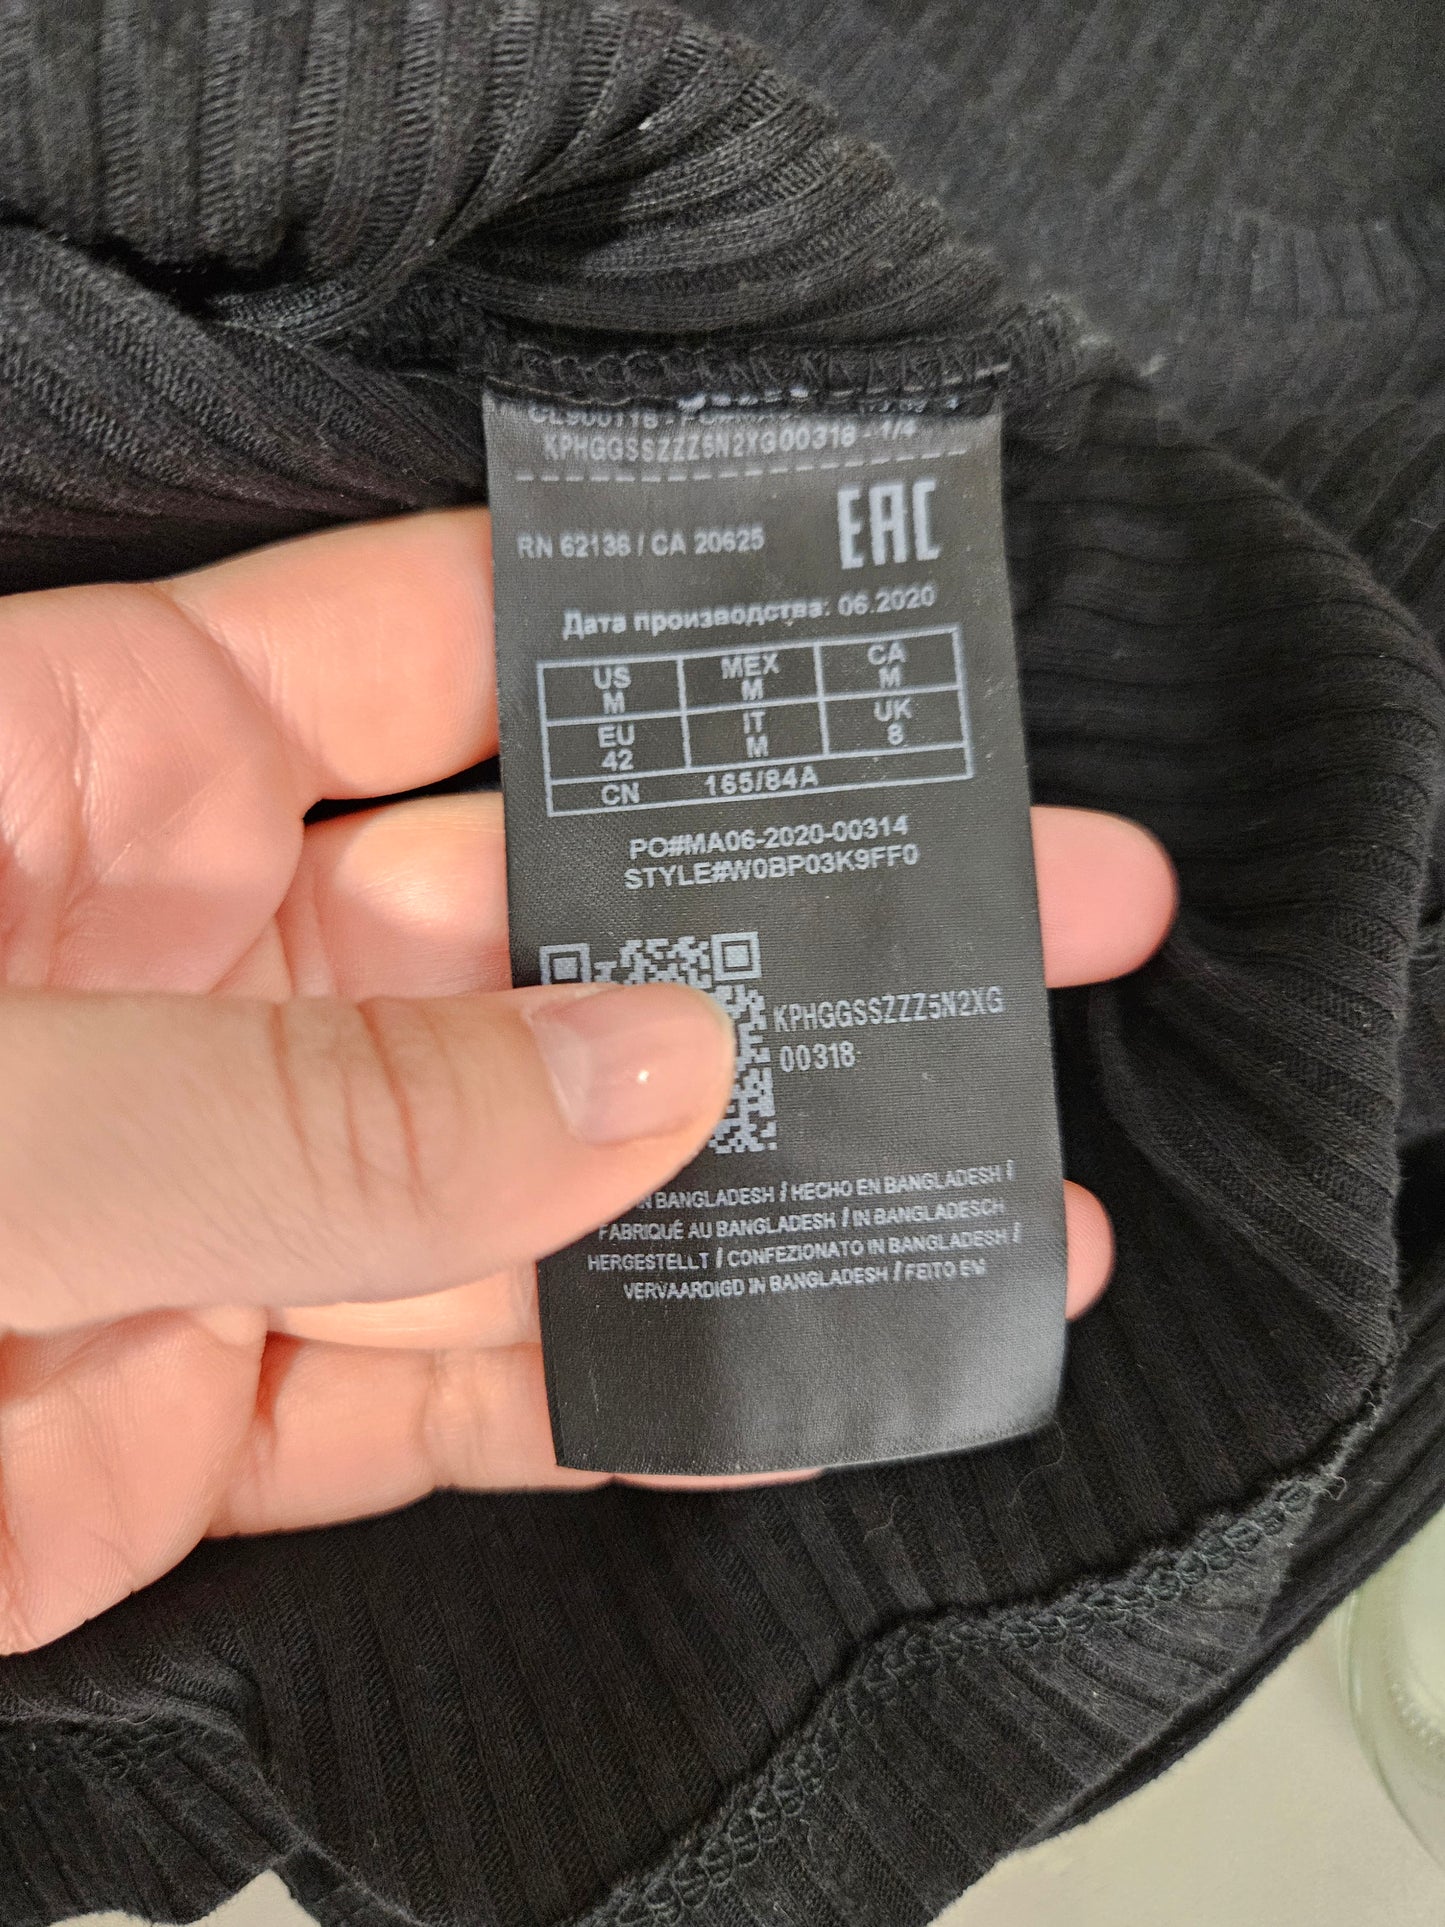 KPHGGSSZZZ5N2XG00318 - 1/4
RN 62136 / CA 20625
EAC
Дата производства: 06.2020
US MEX CA
M M M
EU IT UK
42 M 8
CN 165/84A
PO#MA06-2020-00314
STYLE#W0BP03K9FF0
KPHGGSSZZZ5N2XG
00318
BANGLADESH / HECHO EN BANGLADESH /
FABRIQUÉ AU BANGLADESH / IN BANGLADESCH
HERGESTELLT / CONFEZIONATO IN BANGLADESH /
VERVAARDIGD IN BANGLADESH / FEITO EM